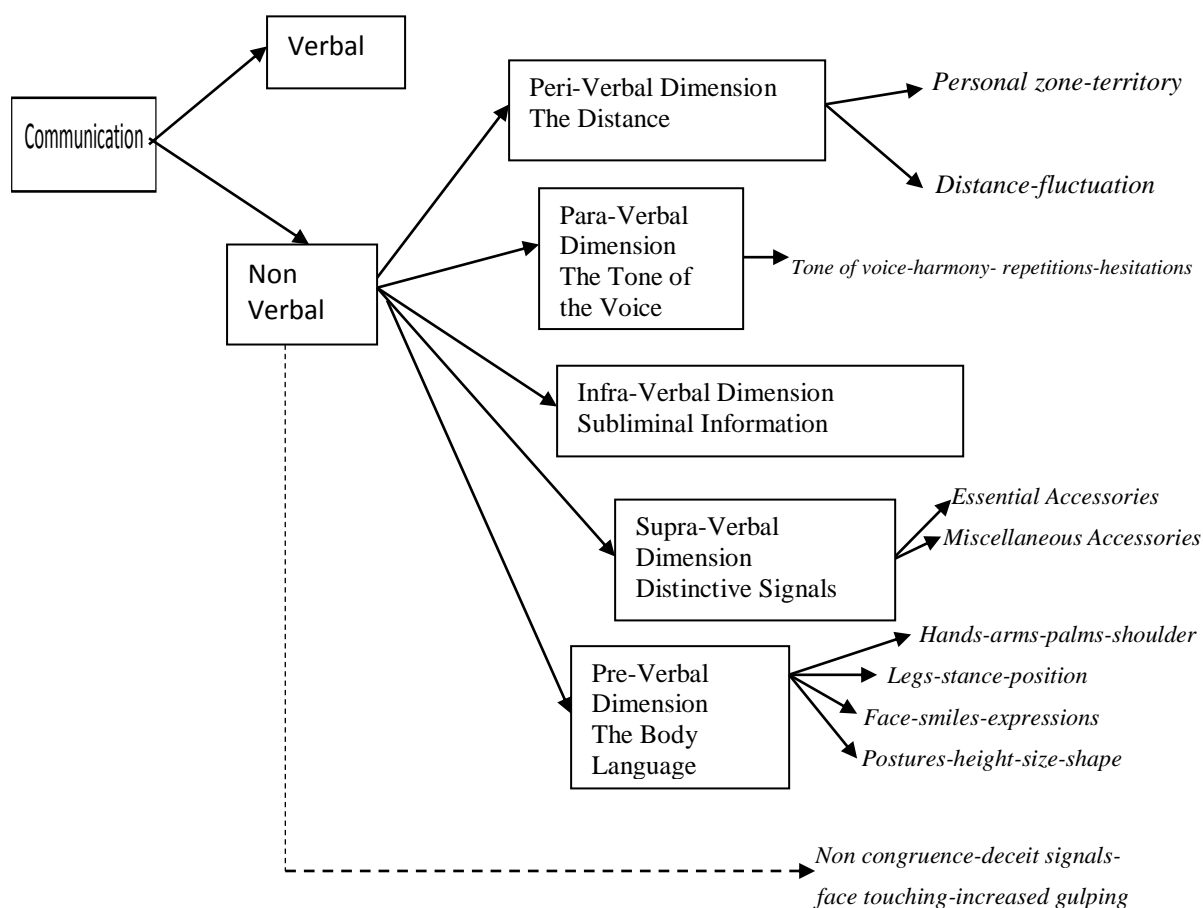 Verbal
Communication
Non
Verbal
Peri-Verbal Dimension
The Distance
Personal zone-territory
Distance-fluctuation
Para-Verbal
Dimension
The Tone of
the Voice
Tone of voice-harmony- repetitions-hesitations
Infra-Verbal Dimension
Subliminal Information
Supra-Verbal
Dimension
Distinctive Signals
Essential Accessories
Miscellaneous Accessories
Pre-Verbal
Dimension
The Body
Language
Hands-arms-palms-shoulder
Legs-stance-position
Face-smiles-expressions
Postures-height-size-shape
Non congruence-deceit signals-
face touching-increased gulping